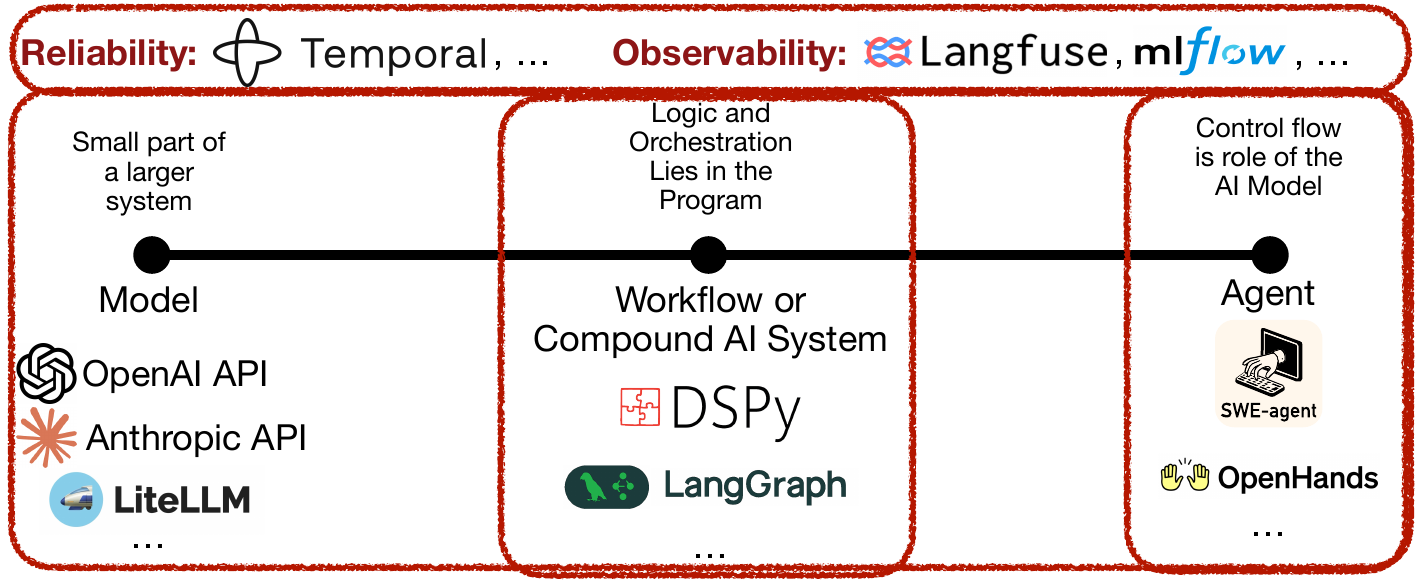 Reliability: Temporal, ... Observability: Langfuse, mlflow, ...
Small part of
a larger
system
Logic and
Orchestration
Lies in the
Program
Control flow
is role of the
AI Model
Model
Workflow or
Compound AI System
Agent
OpenAI API
Anthropic API
LiteLLM
...
DSPy
LangGraph
...
SWE-agent
OpenHands
...